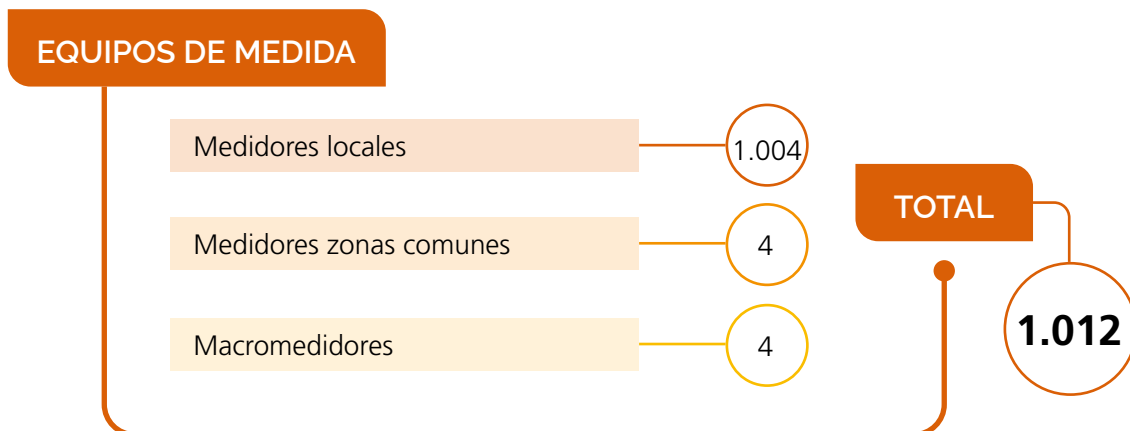 EQUIPOS DE MEDIDA
Medidores locales
1.004
Medidores zonas comunes
4
Macromedidores
4
TOTAL
1.012